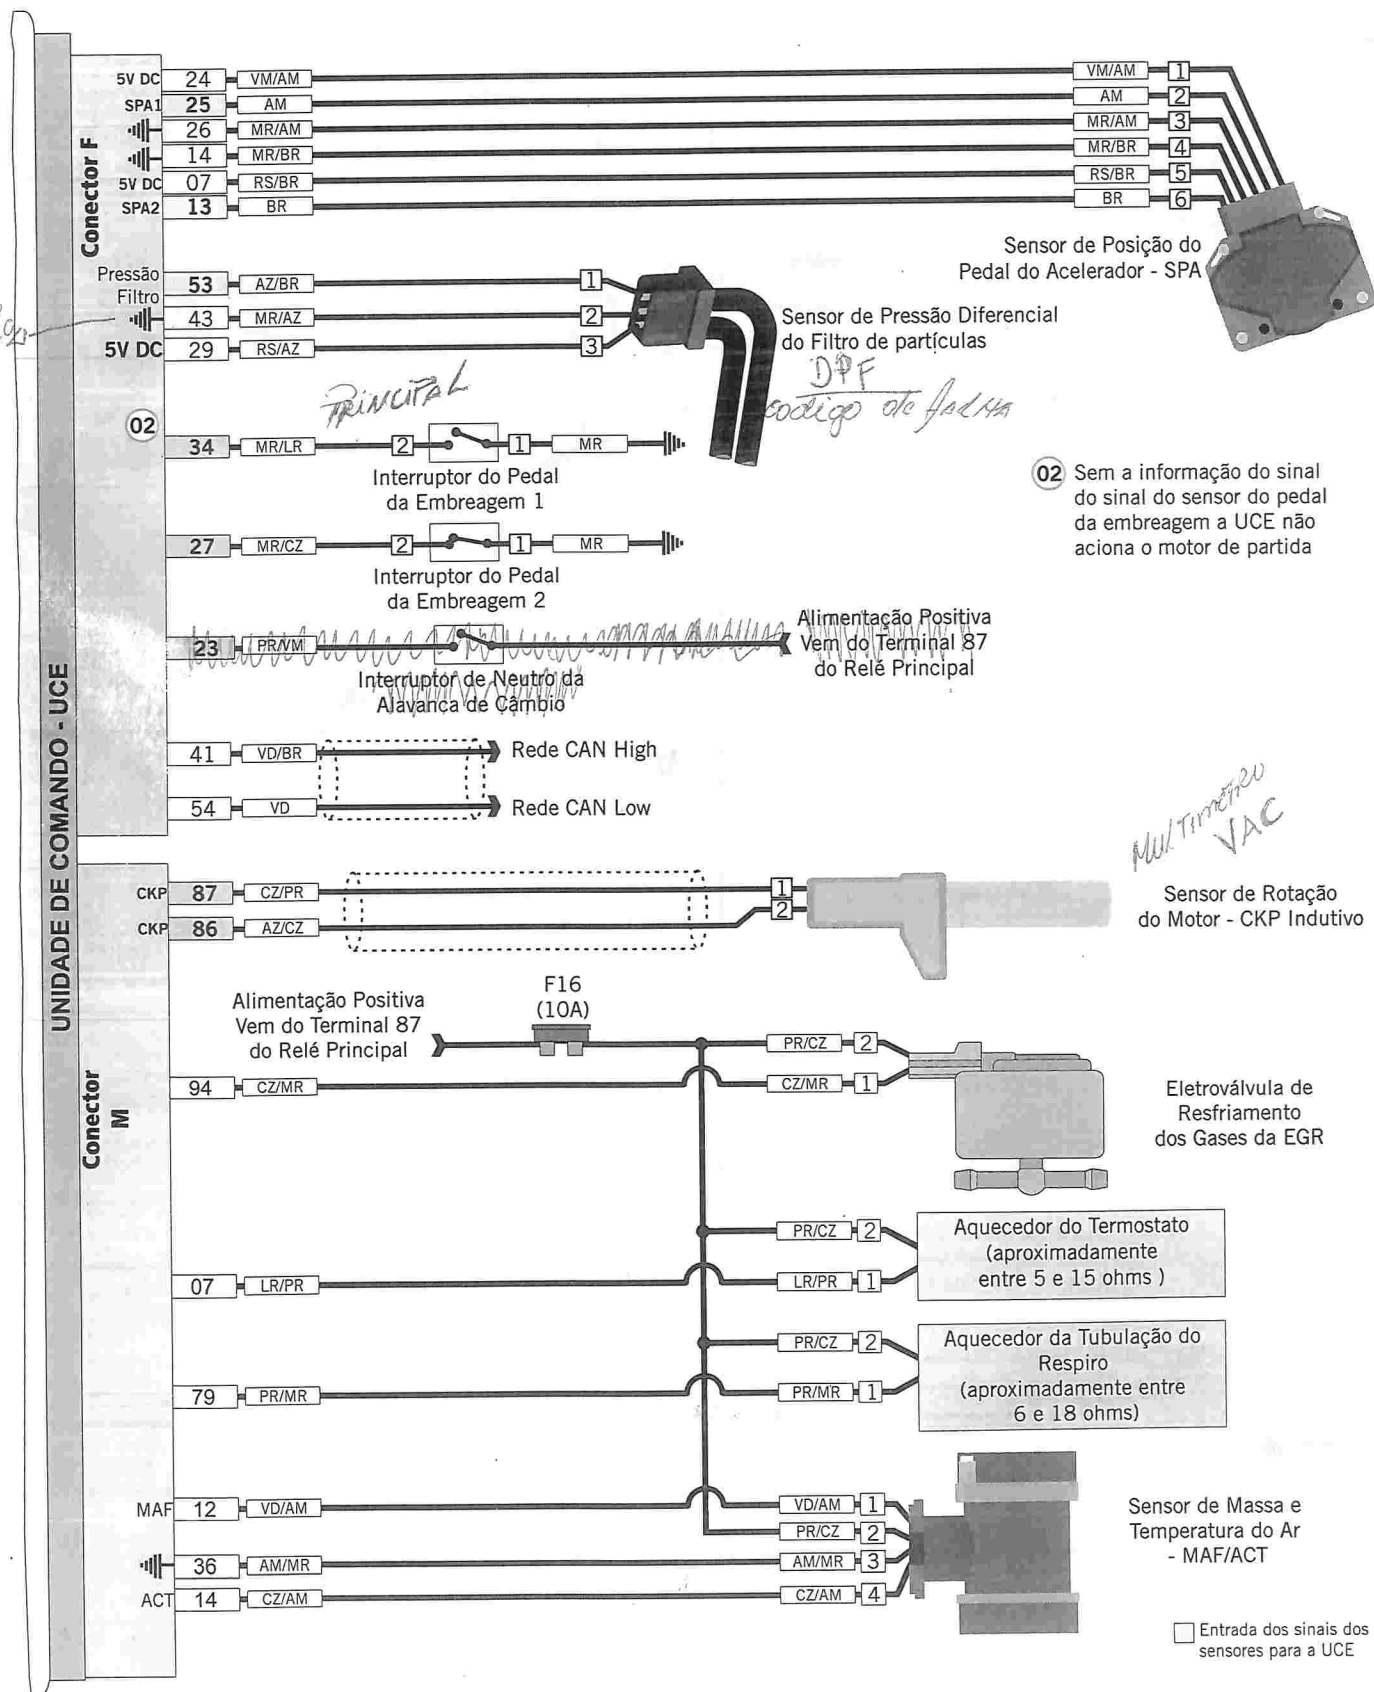 UNIDADE DE COMANDO - UCE
Conector F
5V DC 24 VM/AM VM/AM 1
SPA1 25 AM AM 2
26 MR/AM MR/AM 3
14 MR/BR MR/BR 4
5V DC 07 RS/BR RS/BR 5
SPA2 13 BR BR 6
Sensor de Posição do
Pedal do Acelerador - SPA
Pressão
Filtro
53 AZ/BR 1
43 MR/AZ 2
5V DC 29 RS/AZ 3
Sensor de Pressão Diferencial
do Filtro de partículas
DPF
codigo de falha
PRINCIPAL
02
34 MR/LR 2 1 MR
Interruptor do Pedal
da Embreagem 1
02 Sem a informação do sinal
do sinal do sensor do pedal
da embreagem a UCE não
aciona o motor de partida
27 MR/CZ 2 1 MR
Interruptor do Pedal
da Embreagem 2
23 PR/VM
Alimentação Positiva
Vem do Terminal 87
do Relé Principal
Interruptor de Neutro da
Alavanca de Câmbio
41 VD/BR Rede CAN High
54 VD Rede CAN Low
Conector
M
MULTIMETRO
VAC
CKP 87 CZ/PR 1
CKP 86 AZ/CZ 2
Sensor de Rotação
do Motor - CKP Indutivo
Alimentação Positiva
Vem do Terminal 87
do Relé Principal
F16
(10A)
PR/CZ 2
94 CZ/MR CZ/MR 1
Eletroválvula de
Resfriamento
dos Gases da EGR
PR/CZ 2
07 LR/PR LR/PR 1
Aquecedor do Termostato
(aproximadamente
entre 5 e 15 ohms )
PR/CZ 2
79 PR/MR PR/MR 1
Aquecedor da Tubulação do
Respiro
(aproximadamente entre
6 e 18 ohms)
MAF 12 VD/AM VD/AM 1
PR/CZ 2
36 AM/MR AM/MR 3
ACT 14 CZ/AM CZ/AM 4
Sensor de Massa e
Temperatura do Ar
- MAF/ACT
Entrada dos sinais dos
sensores para a UCE